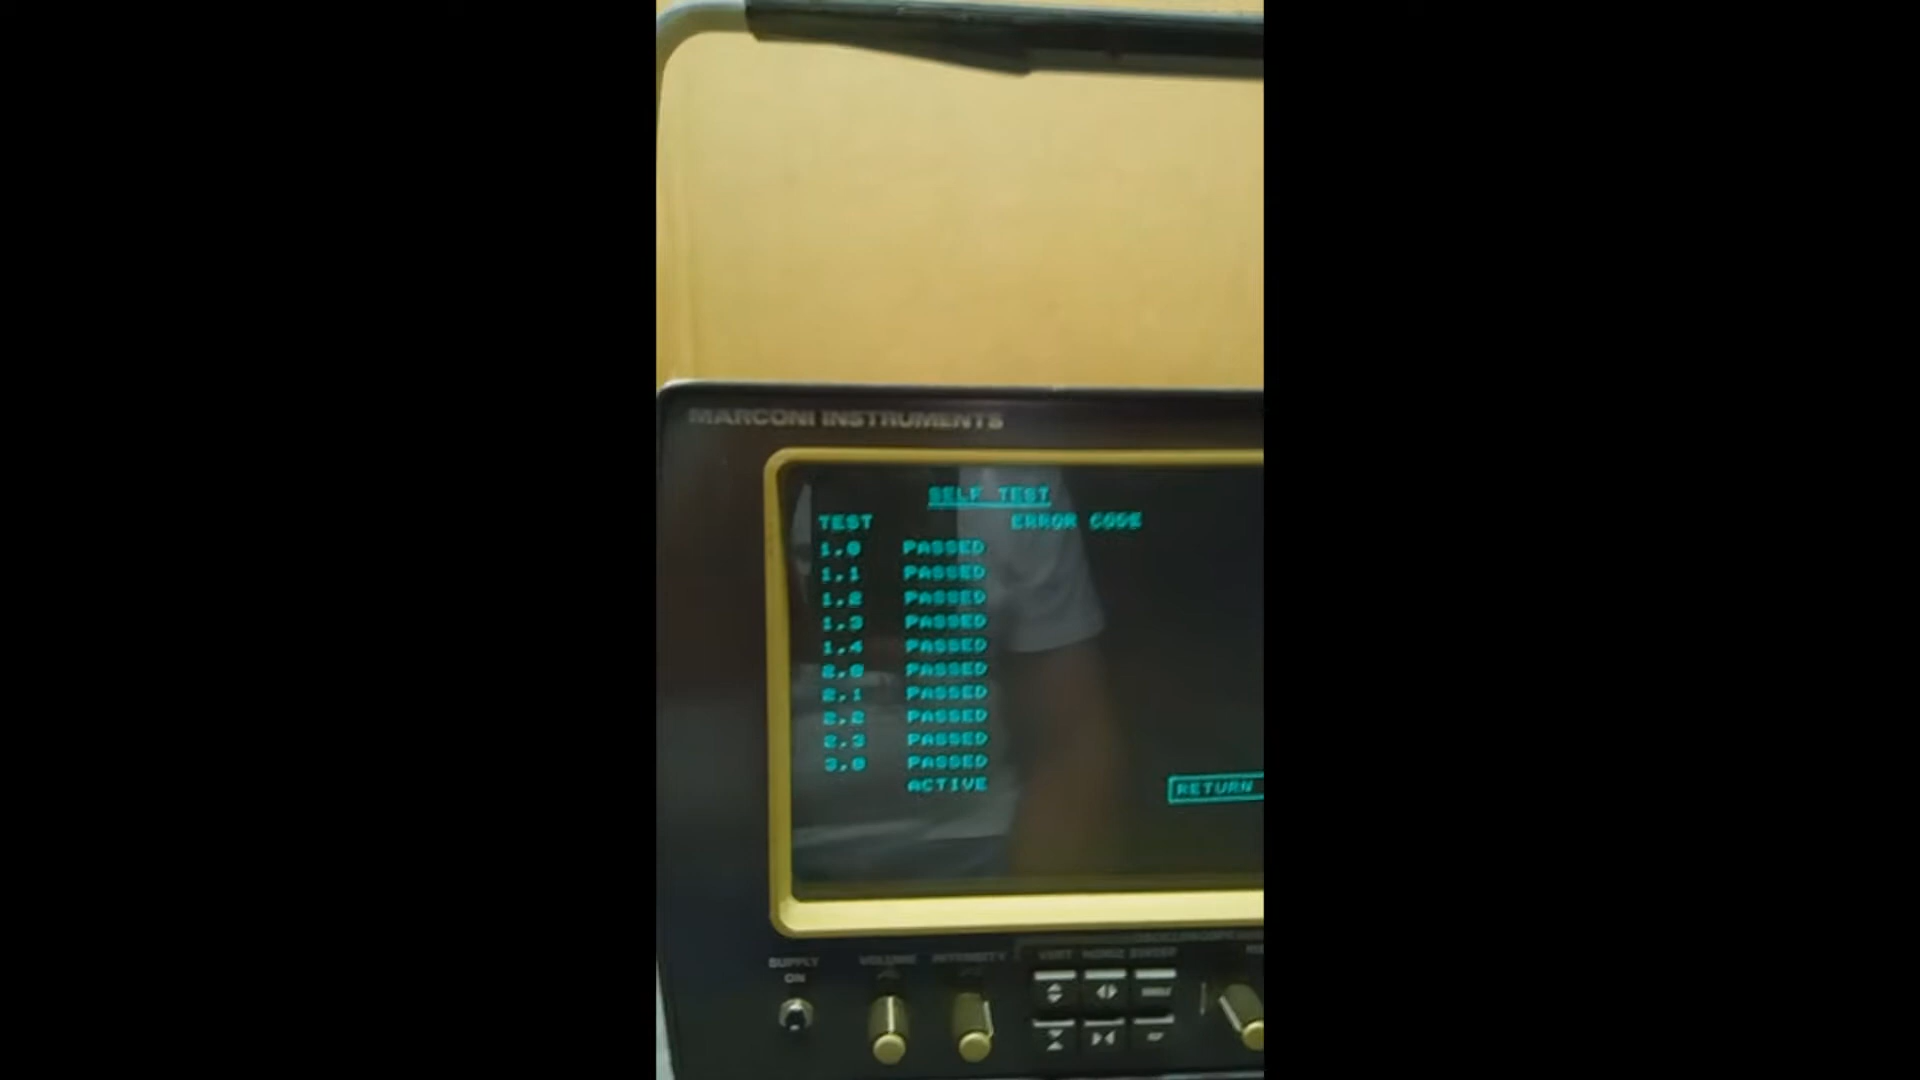 MARCONI INSTRUMENTS
SELF TEST
TEST ERROR CODE
1.0 PASSED
1.1 PASSED
1.2 PASSED
1.3 PASSED
1.4 PASSED
2.0 PASSED
2.1 PASSED
2.2 PASSED
2.3 PASSED
3.0 PASSED
ACTIVE
RETURN
SUPPLY
ON
VOLUME
INTENSITY
VERT
HORIZ